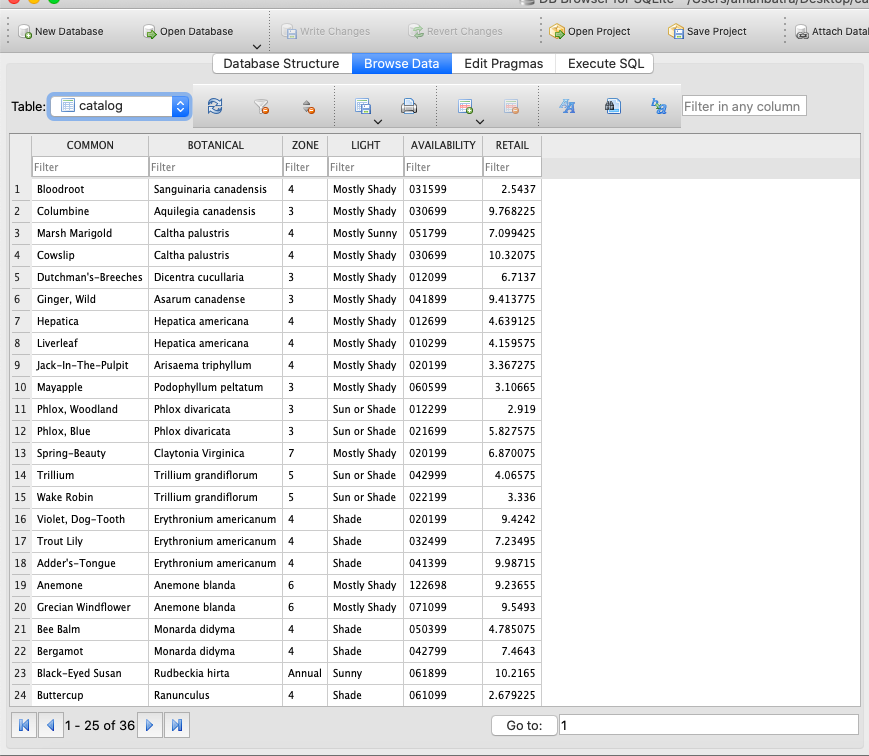 DB Browser for SQLite - /Users/amanbatra/Desktop/
New Database Open Database Write Changes Revert Changes Open Project Save Project Attach
Database Structure Browse Data Edit Pragmas Execute SQL
Table: catalog Filter in any column
COMMON BOTANICAL ZONE LIGHT AVAILABILITY RETAIL
Filter Filter Filter Filter Filter Filter
1 Bloodroot Sanguinaria canadensis 4 Mostly Shady 031599 2.5437
2 Columbine Aquilegia canadensis 3 Mostly Shady 030699 9.768225
3 Marsh Marigold Caltha palustris 4 Mostly Sunny 051799 7.099425
4 Cowslip Caltha palustris 4 Mostly Shady 030699 10.32075
5 Dutchman's-Breeches Dicentra cucullaria 3 Mostly Shady 012099 6.7137
6 Ginger, Wild Asarum canadense 3 Mostly Shady 041899 9.413775
7 Hepatica Hepatica americana 4 Mostly Shady 012699 4.639125
8 Liverleaf Hepatica americana 4 Mostly Shady 010299 4.159575
9 Jack-In-The-Pulpit Arisaema triphyllum 4 Mostly Shady 020199 3.367275
10 Mayapple Podophyllum peltatum 3 Mostly Shady 060599 3.10665
11 Phlox, Woodland Phlox divaricata 3 Sun or Shade 012299 2.919
12 Phlox, Blue Phlox divaricata 3 Sun or Shade 021699 5.827575
13 Spring-Beauty Claytonia Virginica 7 Mostly Shady 020199 6.870075
14 Trillium Trillium grandiflorum 5 Sun or Shade 042999 4.06575
15 Wake Robin Trillium grandiflorum 5 Sun or Shade 022199 3.336
16 Violet, Dog-Tooth Erythronium americanum 4 Shade 020199 9.4242
17 Trout Lily Erythronium americanum 4 Shade 032499 7.23495
18 Adder's-Tongue Erythronium americanum 4 Shade 041399 9.98715
19 Anemone Anemone blanda 6 Mostly Shady 122698 9.23655
20 Grecian Windflower Anemone blanda 6 Mostly Shady 071099 9.5493
21 Bee Balm Monarda didyma 4 Shade 050399 4.785075
22 Bergamot Monarda didyma 4 Shade 042799 7.4643
23 Black-Eyed Susan Rudbeckia hirta Annual Sunny 061899 10.2165
24 Buttercup Ranunculus 4 Shade 061099 2.679225
1 - 25 of 36 Go to: 1